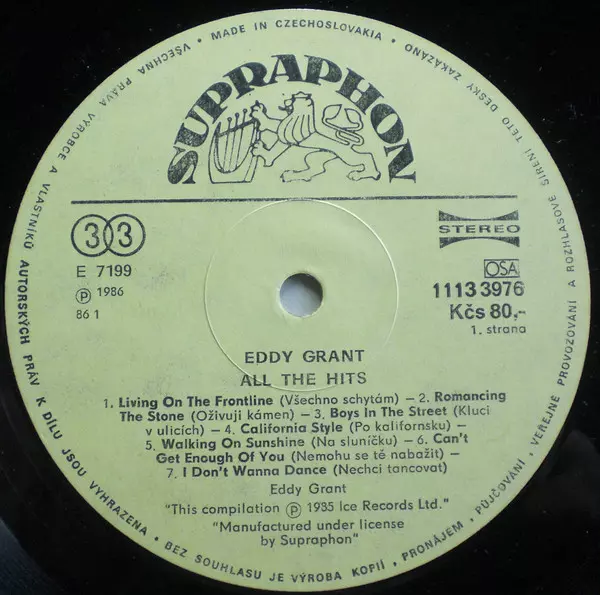 • MADE IN CZECHOSLOVAKIA •
VŠECHNA PRÁVA VÝROBCE A VLASTNÍKŮ AUTORSKÝCH PRÁV K DÍLU JSOU VYHRAZENA • BEZ SOUHLASU JE VÝROBA KOPIÍ, PRONÁJEM, PŮJČOVÁNÍ, VEŘEJNÉ PROVOZOVÁNÍ A ROZHLASOVÉ ŠÍŘENÍ TÉTO DESKY ZAKÁZÁNO
SUPRAPHON
33
STEREO
E 7199
Ⓟ 1986
86 1
OSA
1113 3976
Kčs 80,-
1. strana
EDDY GRANT
ALL THE HITS
1. Living On The Frontline (Všechno schytám) – 2. Romancing
The Stone (Oživuji kámen) – 3. Boys In The Street (Kluci
v ulicích) – 4. California Style (Po kalifornsku) –
5. Walking On Sunshine (Na sluníčku) – 6. Can't
Get Enough Of You (Nemohu se tě nabažit) –
7. I Don't Wanna Dance (Nechci tancovat)
Eddy Grant
"This compilation Ⓟ 1985 Ice Records Ltd."
"Manufactured under license
by Supraphon"